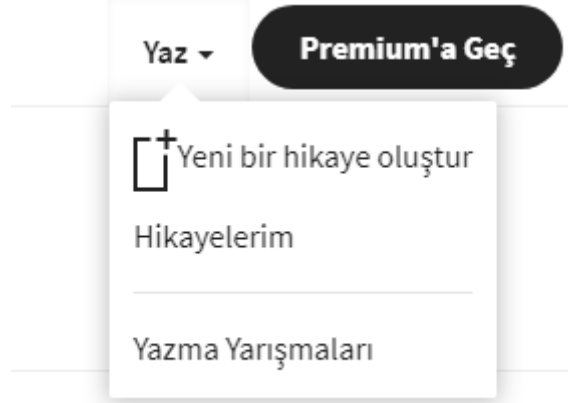 Yaz
Premium'a Geç
Yeni bir hikaye oluştur
Hikayelerim
Yazma Yarışmaları